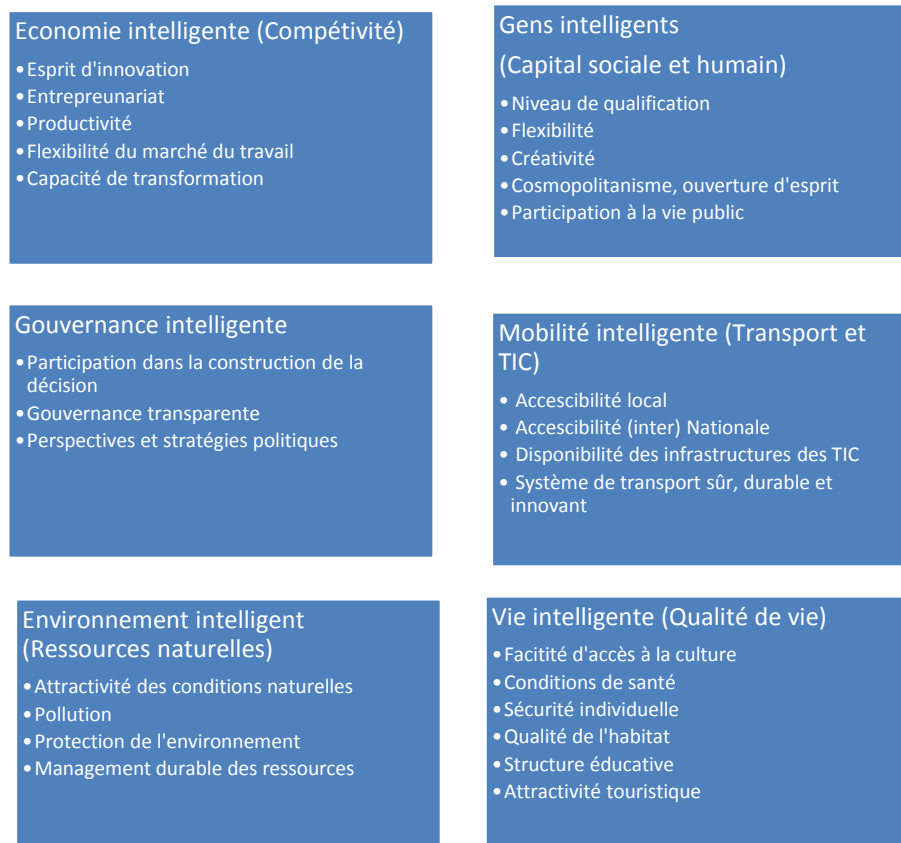 Economie intelligente (Compétivité)
•Esprit d'innovation
•Entrepreunariat
•Productivité
•Flexibilité du marché du travail
•Capacité de transformation
Gens intelligents
(Capital sociale et humain)
•Niveau de qualification
•Flexibilité
•Créativité
•Cosmopolitanisme, ouverture d'esprit
•Participation à la vie public
Gouvernance intelligente
•Participation dans la construction de la
décision
•Gouvernance transparente
•Perspectives et stratégies politiques
Mobilité intelligente (Transport et
TIC)
• Accescibilité local
• Accescibilité (inter) Nationale
• Disponibilité des infrastructures des TIC
• Système de transport sûr, durable et
innovant
Environnement intelligent
(Ressources naturelles)
•Attractivité des conditions naturelles
•Pollution
•Protection de l'environnement
•Management durable des ressources
Vie intelligente (Qualité de vie)
•Facitité d'accès à la culture
•Conditions de santé
•Sécurité individuelle
•Qualité de l'habitat
•Structure éducative
•Attractivité touristique